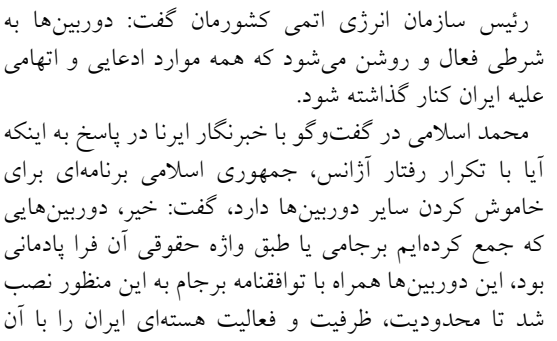 رئیس سازمان انرژی اتمی کشورمان گفت: دوربین‌ها به
شرطی فعال و روشن می‌شود که همه موارد ادعایی و اتهامی
علیه ایران کنار گذاشته شود.
محمد اسلامی در گفت‌وگو با خبرنگار ایرنا در پاسخ به اینکه
آیا با تکرار رفتار آژانس، جمهوری اسلامی برنامه‌ای برای
خاموش کردن سایر دوربین‌ها دارد، گفت: خیر، دوربین‌هایی
که جمع کرده‌ایم برجامی یا طبق واژه حقوقی آن فرا پادمانی
بود، این دوربین‌ها همراه با توافقنامه برجام به این منظور نصب
شد تا محدودیت، ظرفیت و فعالیت هسته‌ای ایران را با آن